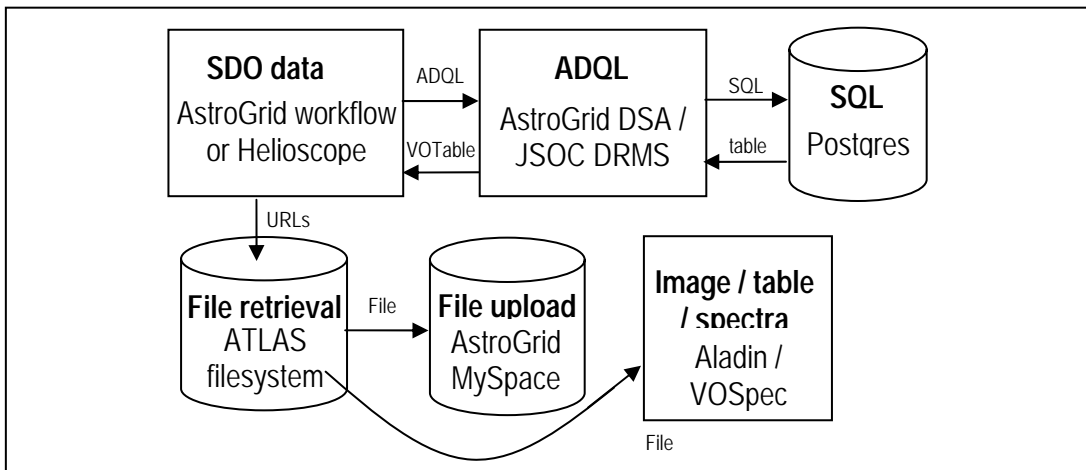 SDO data
AstroGrid workflow
or Helioscope
ADQL
VOTable
ADQL
AstroGrid DSA /
JSOC DRMS
SQL
table
SQL
Postgres
URLs
File retrieval
ATLAS
filesystem
File
File upload
AstroGrid
MySpace
Image / table
/ spectra
Aladin /
VOSpec
File